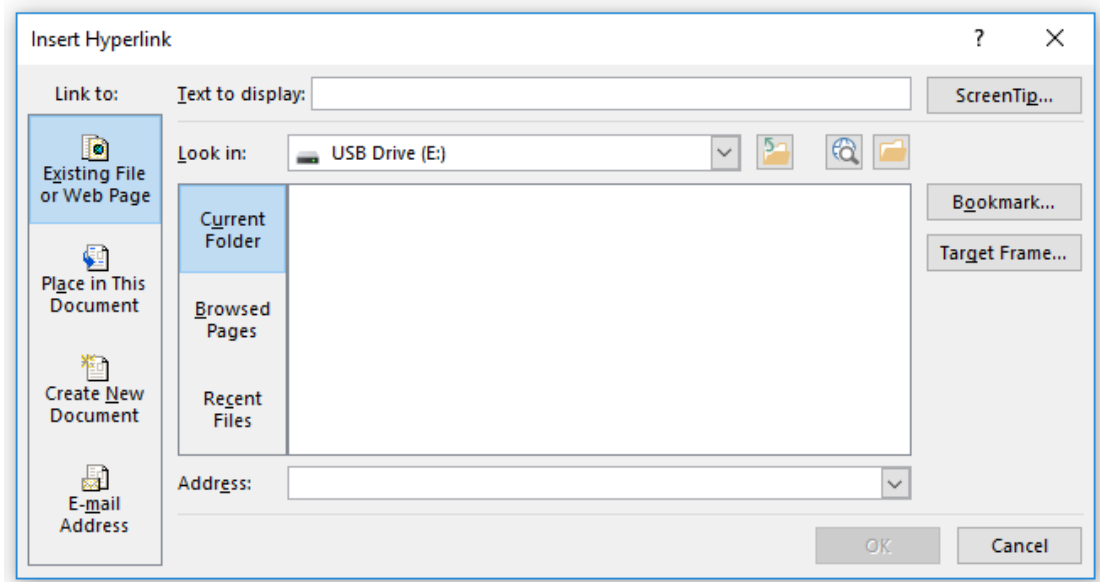 Insert Hyperlink
?
Link to:
Text to display:
ScreenTip...
Existing File
or Web Page
Look in:
USB Drive (E:)
Current
Folder
Bookmark...
Target Frame...
Place in This
Document
Browsed
Pages
Create New
Document
Recent
Files
E-mail
Address
Address:
OK
Cancel